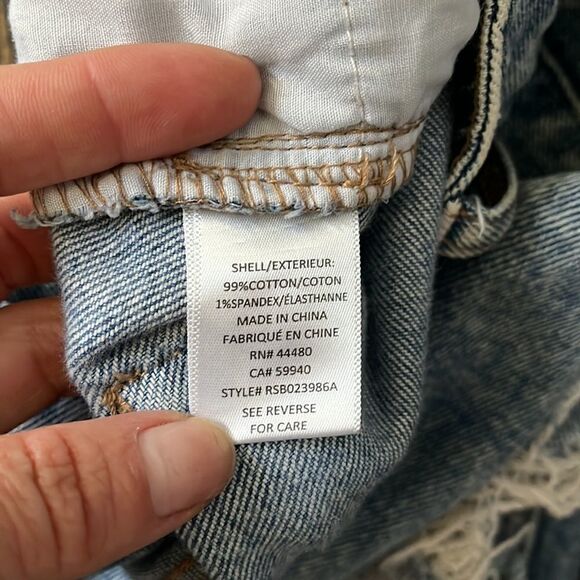 SHELL/EXTERIEUR:
99%COTTON/COTON
1%SPANDEX/ÉLASTHANNE
MADE IN CHINA
FABRIQUÉ EN CHINE
RN# 44480
CA# 59940
STYLE# RSB023986A
SEE REVERSE
FOR CARE